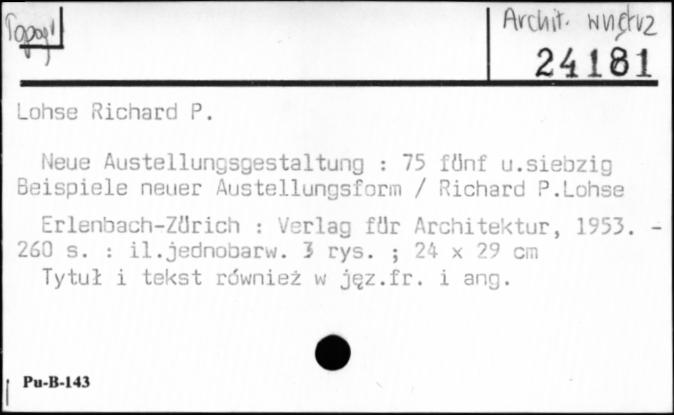 Topogr
Archit. wnętrz
24181
Lohse Richard P.
Neue Austellungsgestaltung : 75 fünf u.siebzig
Beispiele neuer Austellungsform / Richard P.Lohse
Erlenbach-Zürich : Verlag für Architektur, 1953. -
260 s. : il.jednobarw. 3 rys. ; 24 x 29 cm
Tytuł i tekst również w jęz.fr. i ang.
Pu-B-143